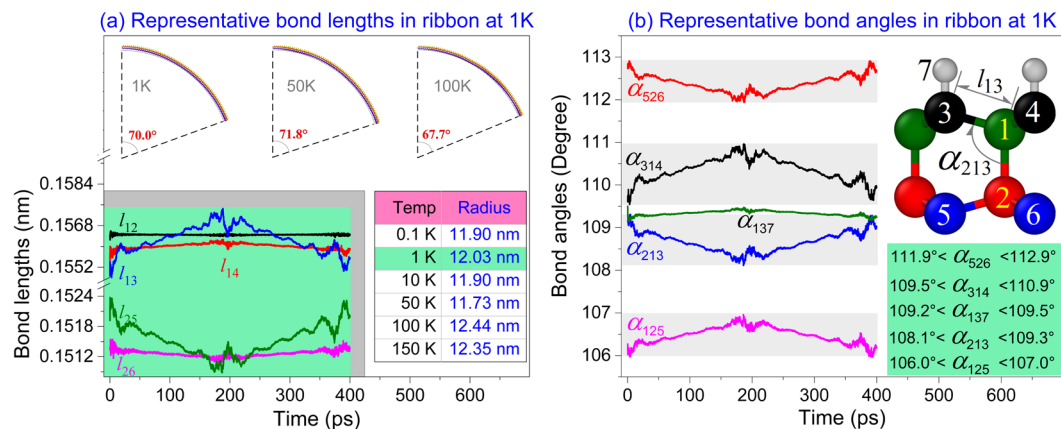 (a) Representative bond lengths in ribbon at 1K
1K
50K
100K
70.0°
71.8°
67.7°
Bond lengths (nm)
0.1584
0.1568
0.1552
0.1524
0.1518
0.1512
l12
l13
l14
l25
l26
Temp Radius
0.1 K 11.90 nm
1 K 12.03 nm
10 K 11.90 nm
50 K 11.73 nm
100 K 12.44 nm
150 K 12.35 nm
0 100 200 300 400 500 600
Time (ps)
(b) Representative bond angles in ribbon at 1K
Bond angles (Degree)
113
112
111
110
109
108
107
106
α526
α314
α137
α213
α125
7
l13
3
4
1
α213
2
5
6
111.9°< α526 <112.9°
109.5°< α314 <110.9°
109.2°< α137 <109.5°
108.1°< α213 <109.3°
106.0°< α125 <107.0°
0 100 200 300 400 500 600
Time (ps)